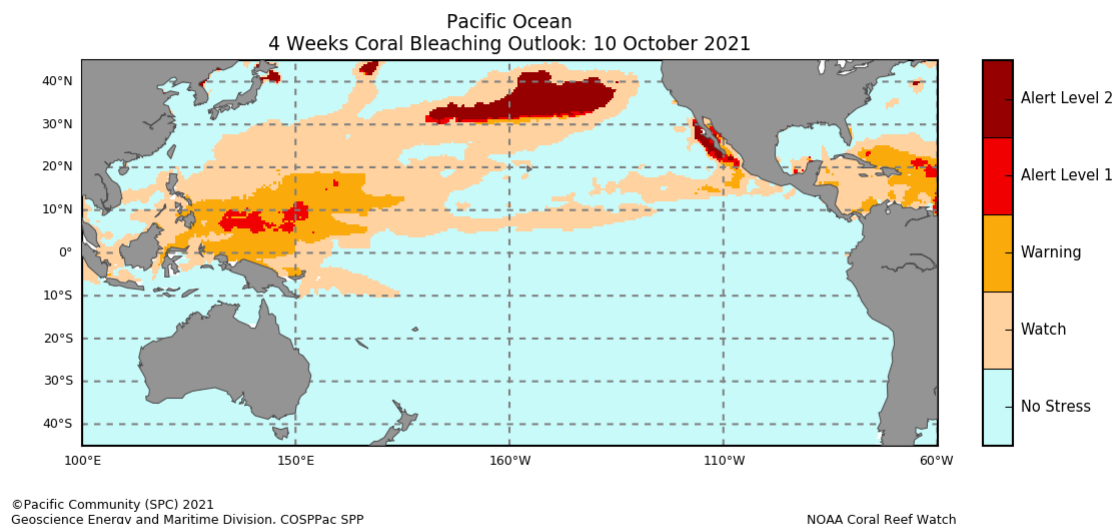 Pacific Ocean
4 Weeks Coral Bleaching Outlook: 10 October 2021
40°N
30°N
20°N
10°N
0°
10°S
20°S
30°S
40°S
100°E
150°E
160°W
110°W
60°W
Alert Level 2
Alert Level 1
Warning
Watch
No Stress
©Pacific Community (SPC) 2021
Geoscience Energy and Maritime Division, COSPPac SPP
NOAA Coral Reef Watch